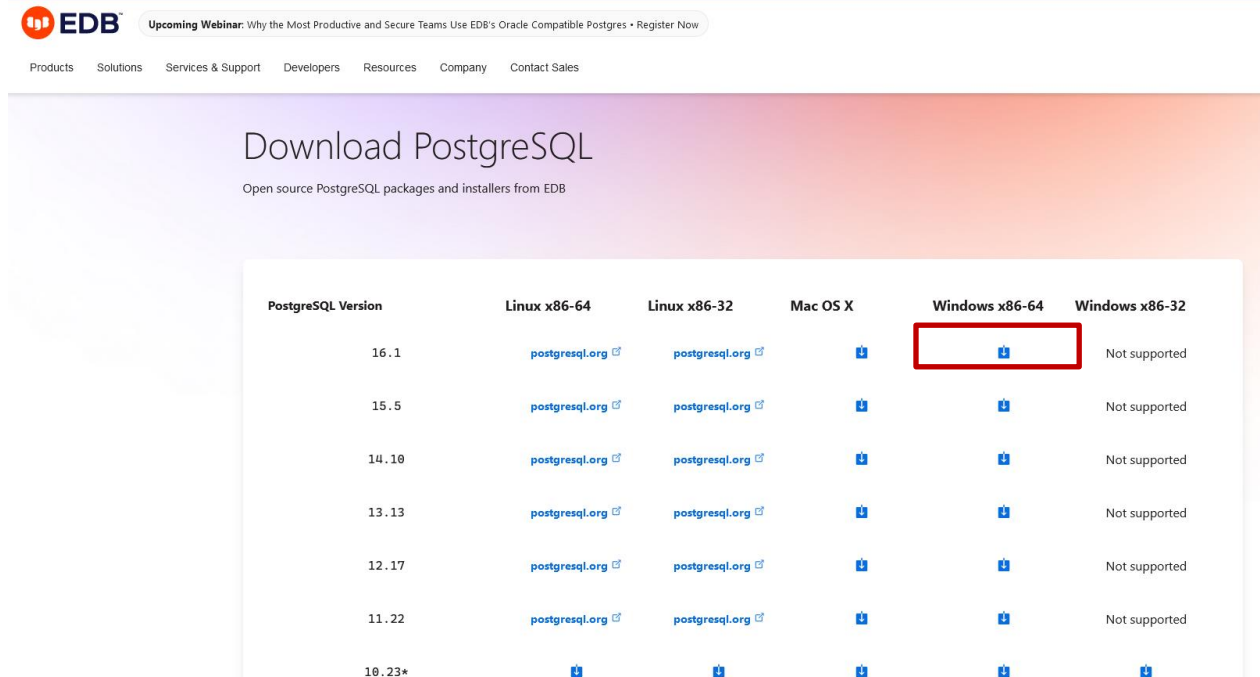 EDB™ Upcoming Webinar: Why the Most Productive and Secure Teams Use EDB's Oracle Compatible Postgres • Register Now
Products Solutions Services & Support Developers Resources Company Contact Sales
Download PostgreSQL
Open source PostgreSQL packages and installers from EDB
PostgreSQL Version Linux x86-64 Linux x86-32 Mac OS X Windows x86-64 Windows x86-32
16.1 postgresql.org postgresql.org Not supported
15.5 postgresql.org postgresql.org Not supported
14.10 postgresql.org postgresql.org Not supported
13.13 postgresql.org postgresql.org Not supported
12.17 postgresql.org postgresql.org Not supported
11.22 postgresql.org postgresql.org Not supported
10.23*